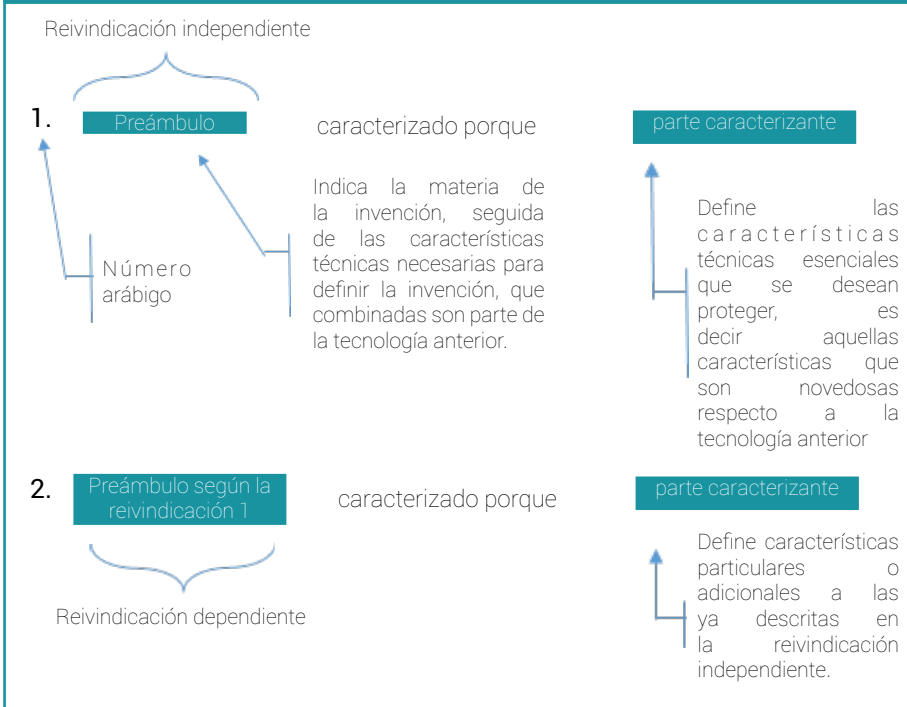 Reivindicación independiente
1.
Preámbulo
caracterizado porque
parte caracterizante
Número
arábigo
Indica la materia de
la invención, seguida
de las características
técnicas necesarias para
definir la invención, que
combinadas son parte de
la tecnología anterior.
Define las
características
técnicas esenciales
que se desean
proteger, es
decir aquellas
características que
son novedosas
respecto a la
tecnología anterior
2.
Preámbulo según la
reivindicación 1
caracterizado porque
parte caracterizante
Reivindicación dependiente
Define características
particulares o
adicionales a las
ya descritas en
la reivindicación
independiente.